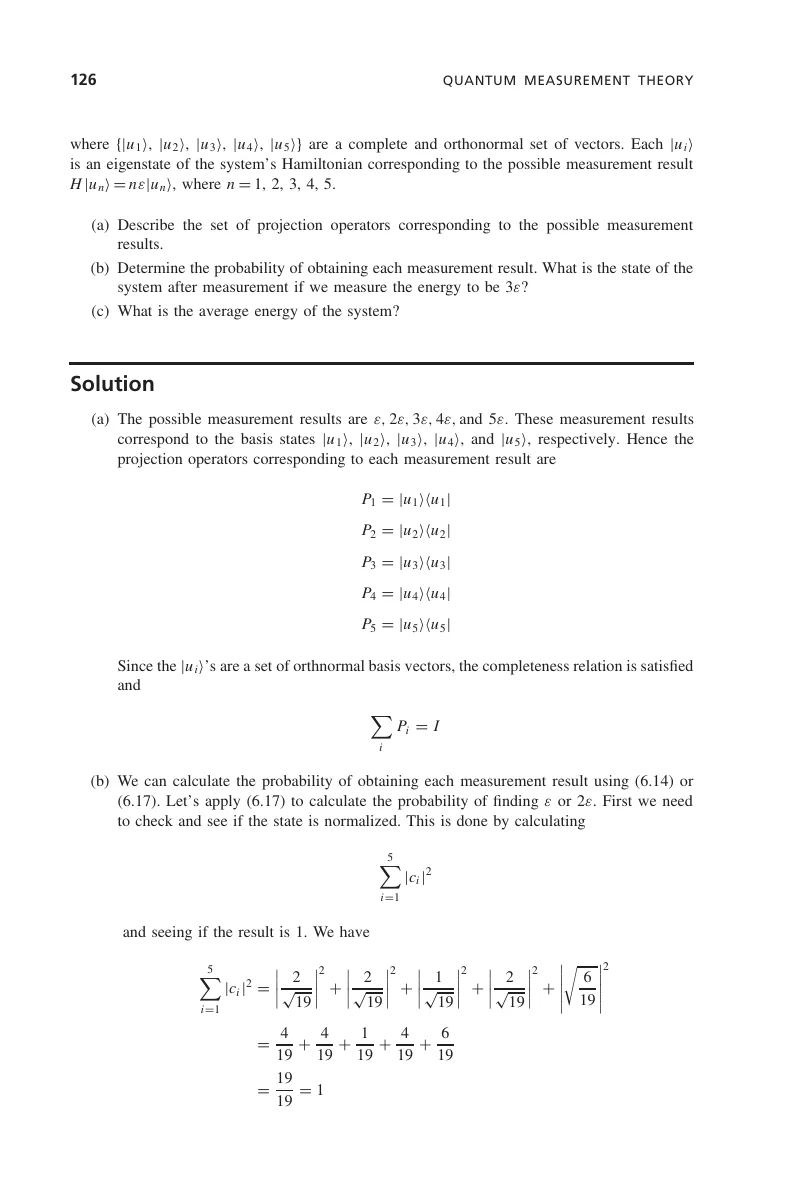 126 QUANTUM MEASUREMENT THEORY
where {|u1⟩, |u2⟩, |u3⟩, |u4⟩, |u5⟩} are a complete and orthonormal set of vectors. Each |ui⟩
is an eigenstate of the system's Hamiltonian corresponding to the possible measurement result
H|un⟩ = nε|un⟩, where n = 1, 2, 3, 4, 5.
(a) Describe the set of projection operators corresponding to the possible measurement
results.
(b) Determine the probability of obtaining each measurement result. What is the state of the
system after measurement if we measure the energy to be 3ε?
(c) What is the average energy of the system?
Solution
(a) The possible measurement results are ε, 2ε, 3ε, 4ε, and 5ε. These measurement results
correspond to the basis states |u1⟩, |u2⟩, |u3⟩, |u4⟩, and |u5⟩, respectively. Hence the
projection operators corresponding to each measurement result are
P1 = |u1⟩⟨u1|
P2 = |u2⟩⟨u2|
P3 = |u3⟩⟨u3|
P4 = |u4⟩⟨u4|
P5 = |u5⟩⟨u5|
Since the |ui⟩'s are a set of orthnormal basis vectors, the completeness relation is satisfied
and
∑i Pi = I
(b) We can calculate the probability of obtaining each measurement result using (6.14) or
(6.17). Let's apply (6.17) to calculate the probability of finding ε or 2ε. First we need
to check and see if the state is normalized. This is done by calculating
∑_{i=1}^{5} |ci|²
and seeing if the result is 1. We have
∑_{i=1}^{5} |ci|² = |2/√19|² + |2/√19|² + |1/√19|² + |2/√19|² + |√(6/19)|²
= 4/19 + 4/19 + 1/19 + 4/19 + 6/19
= 19/19 = 1